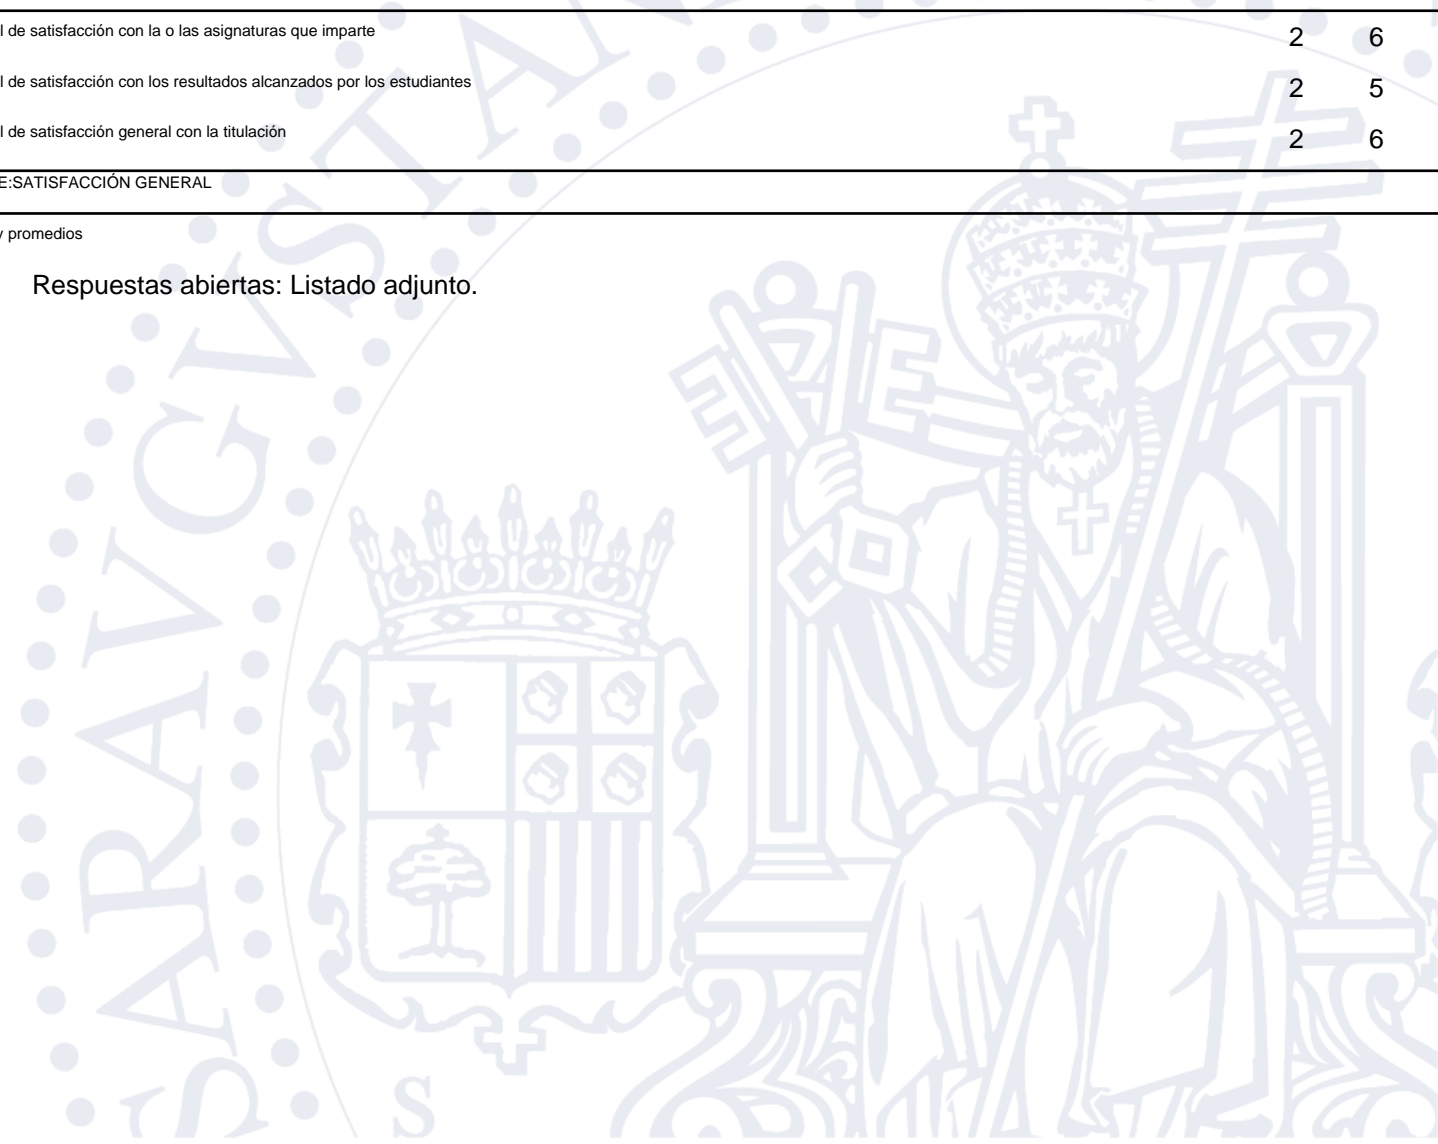 l de satisfacción con la o las asignaturas que imparte 2 6
l de satisfacción con los resultados alcanzados por los estudiantes 2 5
l de satisfacción general con la titulación 2 6
E:SATISFACCIÓN GENERAL
y promedios
Respuestas abiertas: Listado adjunto.
SARAVGVSTAN
S